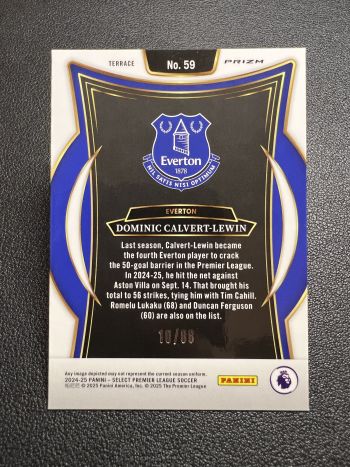 TERRACE
No. 59
PRIZM
Everton
1878
NIL SATIS NISI OPTIMUM
EVERTON
DOMINIC CALVERT-LEWIN
Last season, Calvert-Lewin became
the fourth Everton player to crack
the 50-goal barrier in the Premier League.
In 2024-25, he hit the net against
Aston Villa on Sept. 14. That brought his
total to 56 strikes, tying him with Tim Cahill.
Romelu Lukaku (68) and Duncan Ferguson
(60) are also on the list.
Any image depicted may not represent the current season uniform.
2024-25 PANINI – SELECT PREMIER LEAGUE SOCCER
© 2025 Panini America, Inc. © 2025 The Premier League
PANINI